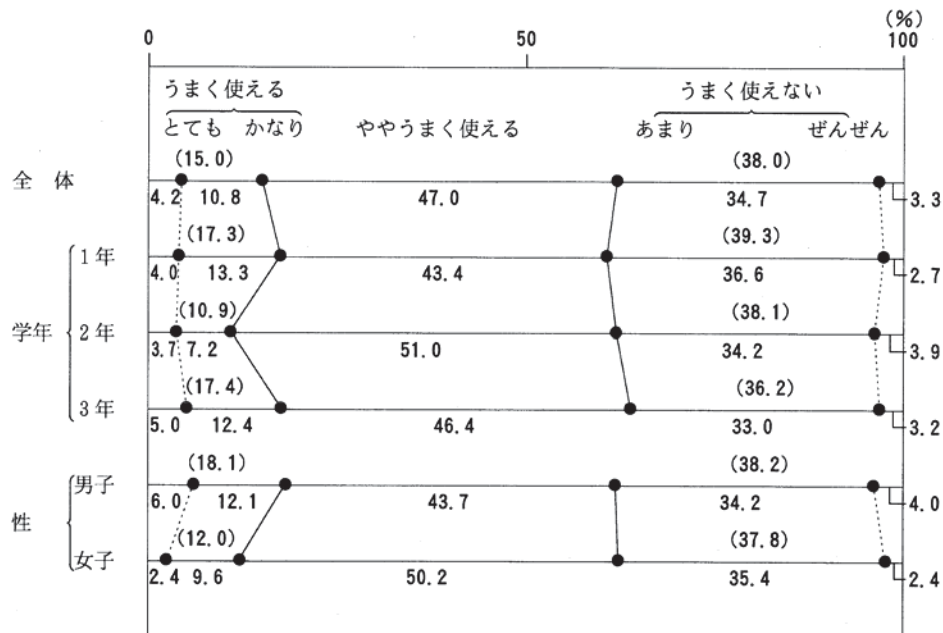 (%)
0 50 100
うまく使える うまく使えない
とても かなり ややうまく使える あまり ぜんぜん
(15.0) (38.0)
全体
4.2 10.8 47.0 34.7 3.3
(17.3) (39.3)
1年
4.0 13.3 43.4 36.6 2.7
(10.9) (38.1)
学年 2年
3.7 7.2 51.0 34.2 3.9
(17.4) (36.2)
3年
5.0 12.4 46.4 33.0 3.2
(18.1) (38.2)
男子
6.0 12.1 43.7 34.2 4.0
性
(12.0) (37.8)
女子
2.4 9.6 50.2 35.4 2.4